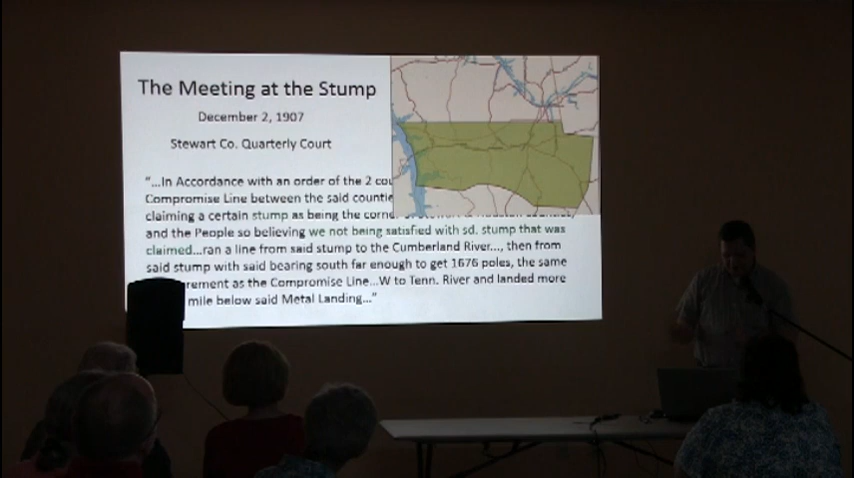 The Meeting at the Stump
December 2, 1907
Stewart Co. Quarterly Court
"...In Accordance with an order of the 2 cou
Compromise Line between the said countie
claiming a certain stump as being the corne
and the People so believing we not being satisfied with sd. stump that was
claimed...ran a line from said stump to the Cumberland River..., then from
said stump with said bearing south far enough to get 1676 poles, the same
rement as the Compromise Line...W to Tenn. River and landed more
mile below said Metal Landing..."